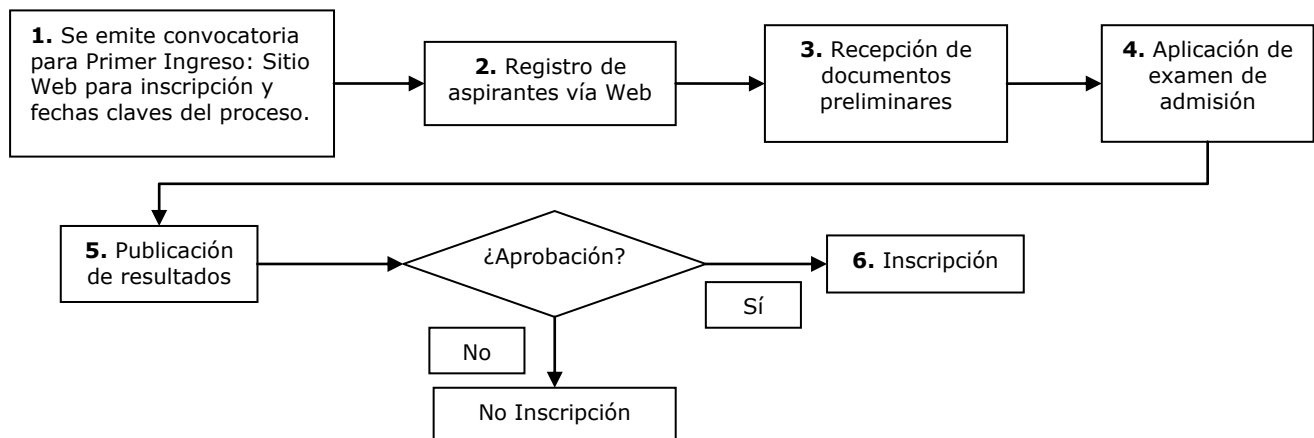 1. Se emite convocatoria
para Primer Ingreso: Sitio
Web para inscripción y
fechas claves del proceso.
2. Registro de
aspirantes vía Web
3. Recepción de
documentos
preliminares
4. Aplicación de
examen de
admisión
5. Publicación
de resultados
¿Aprobación?
6. Inscripción
Sí
No
No Inscripción